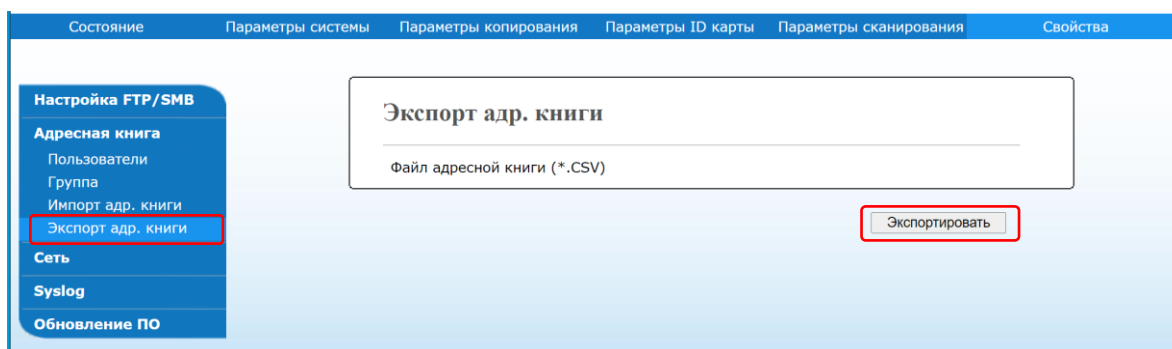 Состояние Параметры системы Параметры копирования Параметры ID карты Параметры сканирования Свойства
Настройка FTP/SMB
Адресная книга
Пользователи
Группа
Импорт адр. книги
Экспорт адр. книги
Сеть
Syslog
Обновление ПО
Экспорт адр. книги
Файл адресной книги (*.CSV)
Экспортировать